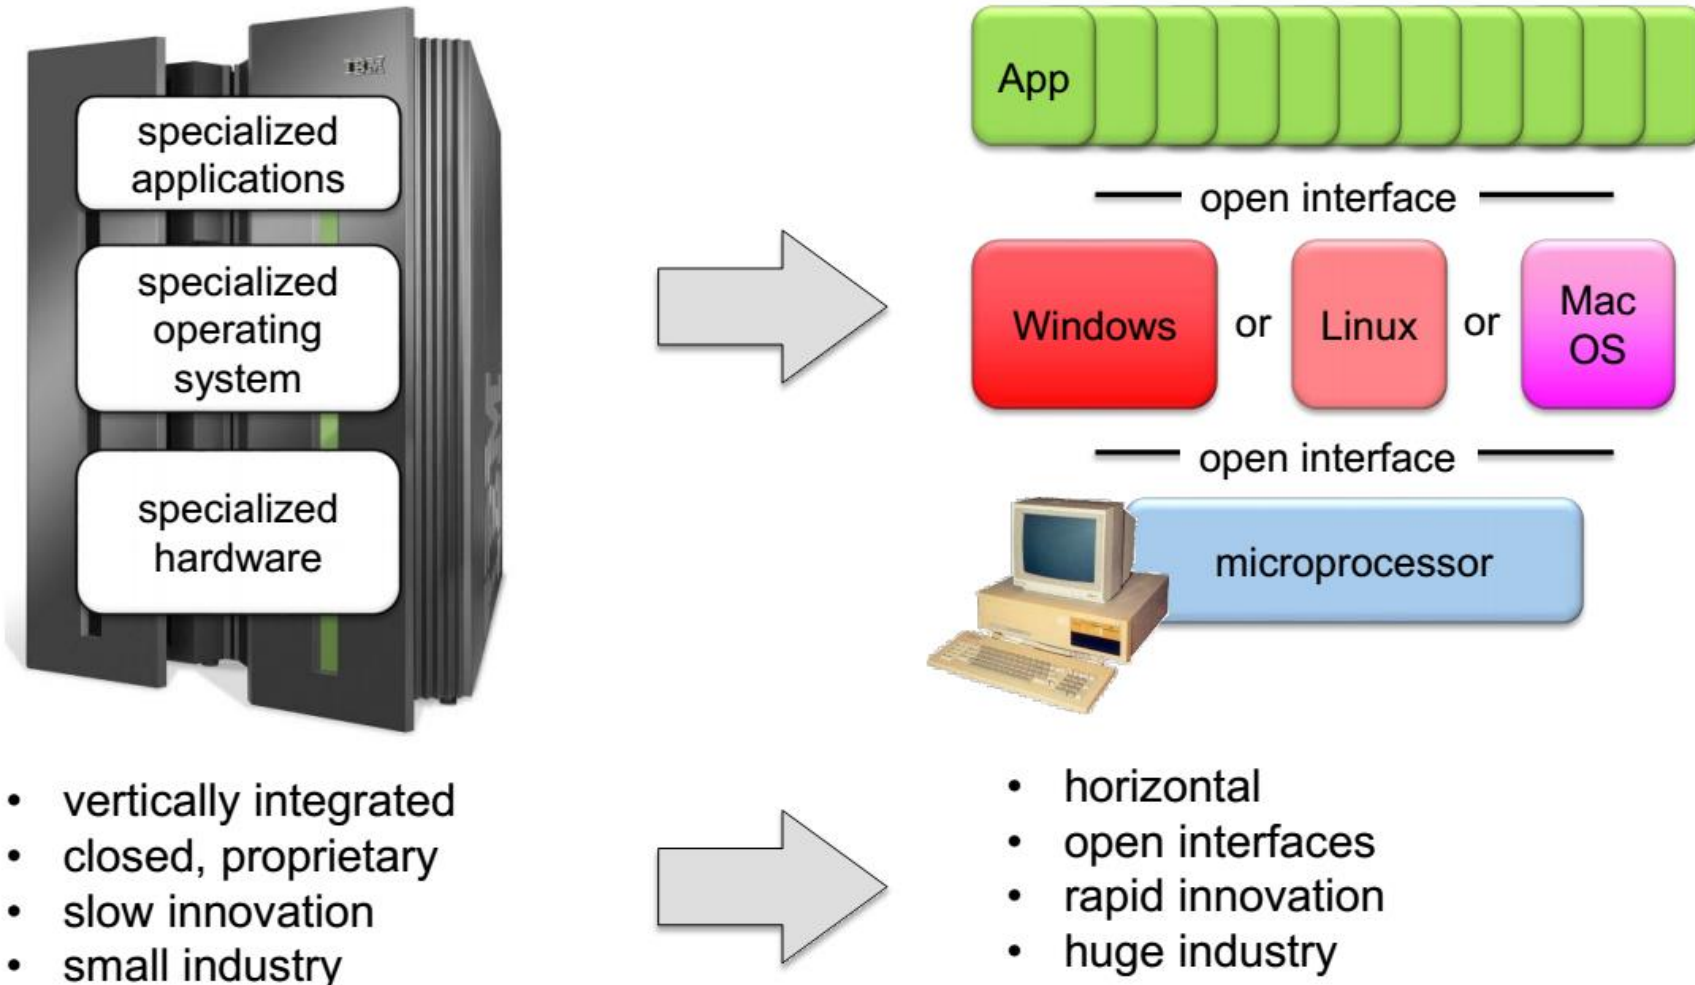 IBM
specialized
applications
specialized
operating
system
specialized
hardware
App
open interface
Windows
or
Linux
or
Mac
OS
open interface
microprocessor
• vertically integrated
• closed, proprietary
• slow innovation
• small industry
• horizontal
• open interfaces
• rapid innovation
• huge industry